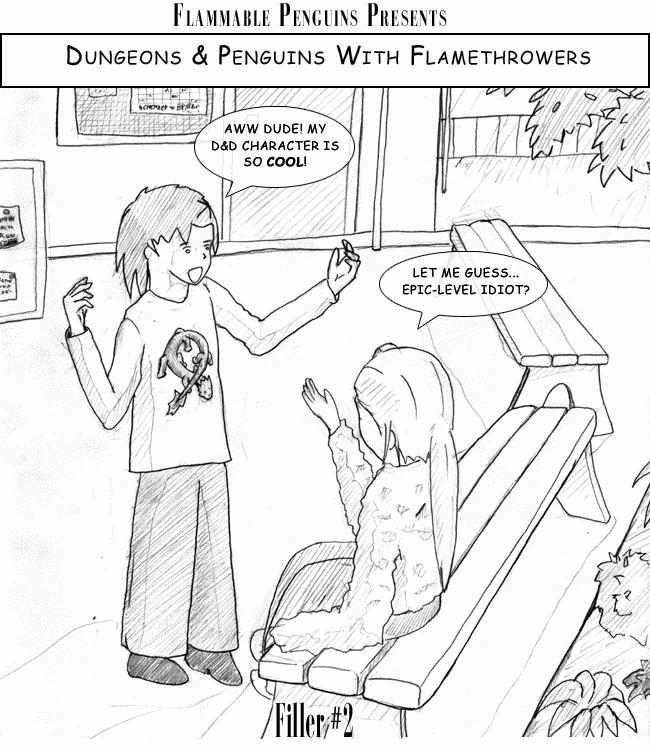 Flammable Penguins Presents
Dungeons & Penguins With Flamethrowers
AWW DUDE! MY
D&D CHARACTER IS
SO COOL!
LET ME GUESS...
EPIC-LEVEL IDIOT?
Filler #2